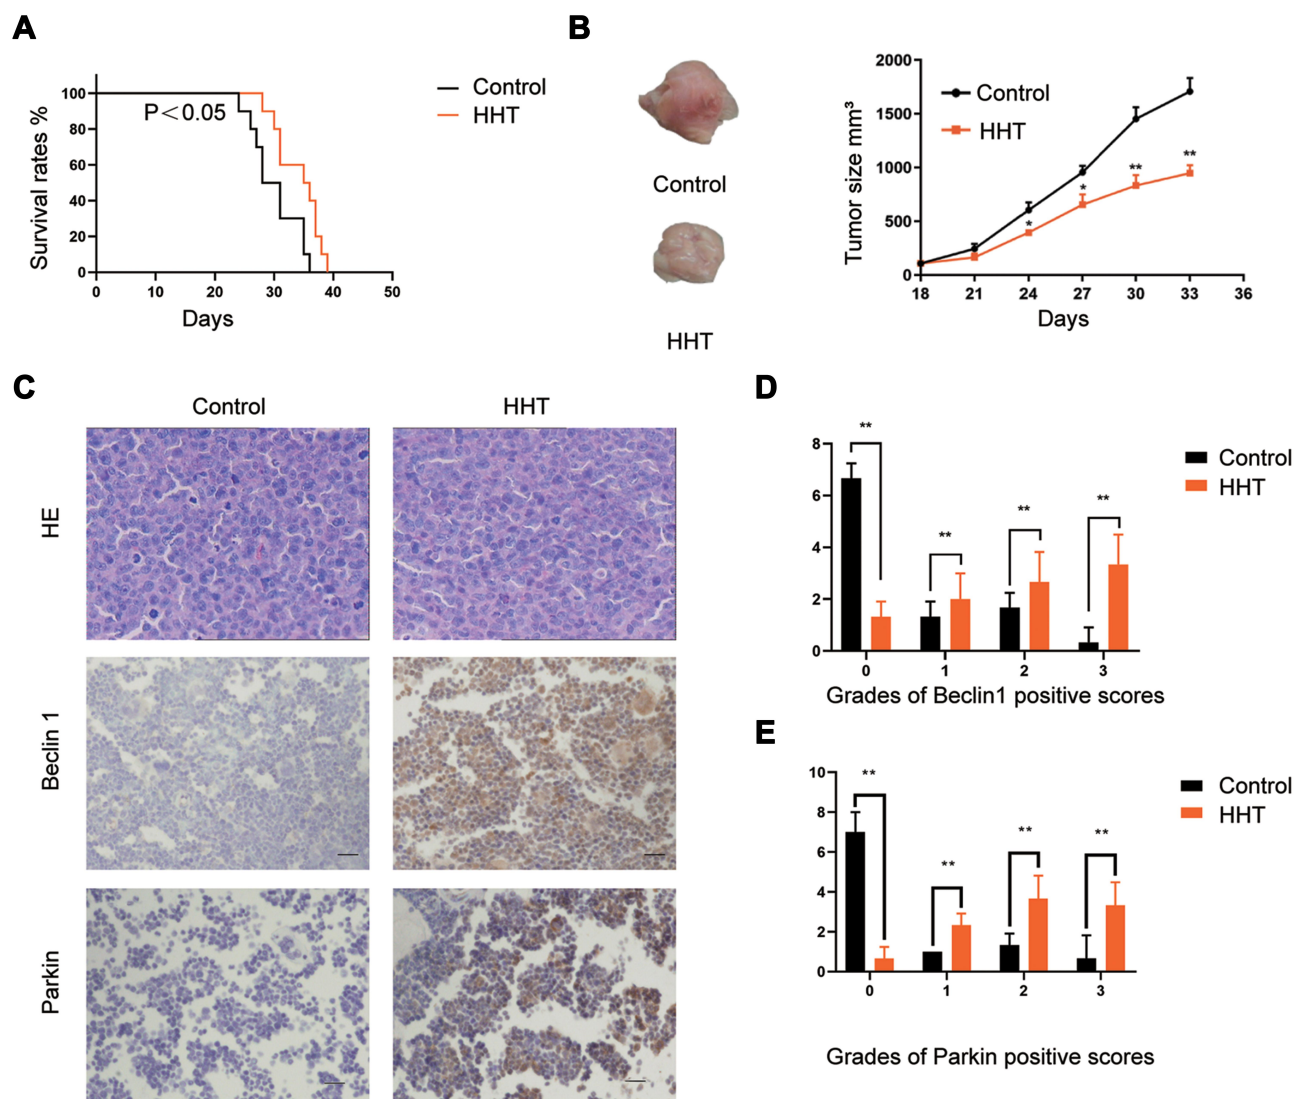 A
Survival rates %
100
80
60
40
20
0
P<0.05
0 10 20 30 40 50
Days
Control
HHT
B
Control
HHT
Tumor size mm³
2000
1500
1000
500
0
Control
HHT
*
*
**
**
18 21 24 27 30 33 36
Days
C
Control HHT
HE
Beclin 1
Parkin
D
8
6
4
2
0
**
**
**
**
0 1 2 3
Grades of Beclin1 positive scores
Control
HHT
E
10
8
6
4
2
0
**
**
**
**
0 1 2 3
Grades of Parkin positive scores
Control
HHT